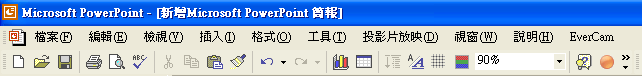 Microsoft PowerPoint - [新增Microsoft PowerPoint 簡報]
檔案(F) 編輯(E) 檢視(V) 插入(I) 格式(O) 工具(T) 投影片放映(D) 視窗(W) 說明(H) EverCam
ABC 90%